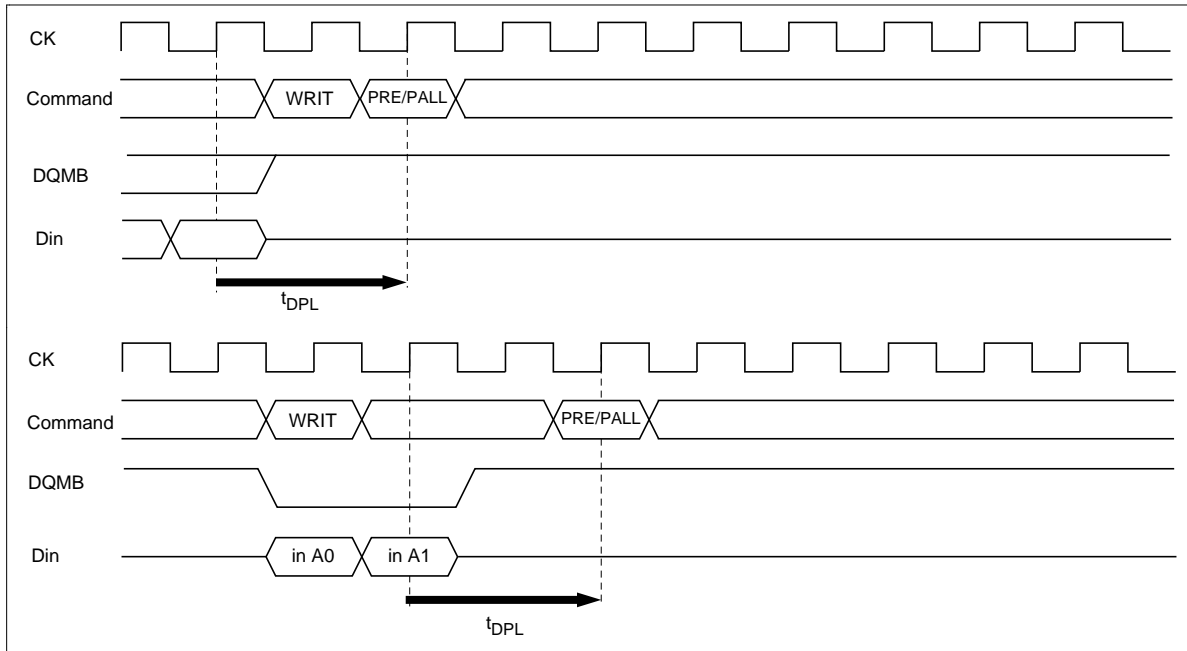 CK
Command WRIT PRE/PALL
DQMB
Din
tDPL
CK
Command WRIT PRE/PALL
DQMB
Din in A0 in A1
tDPL